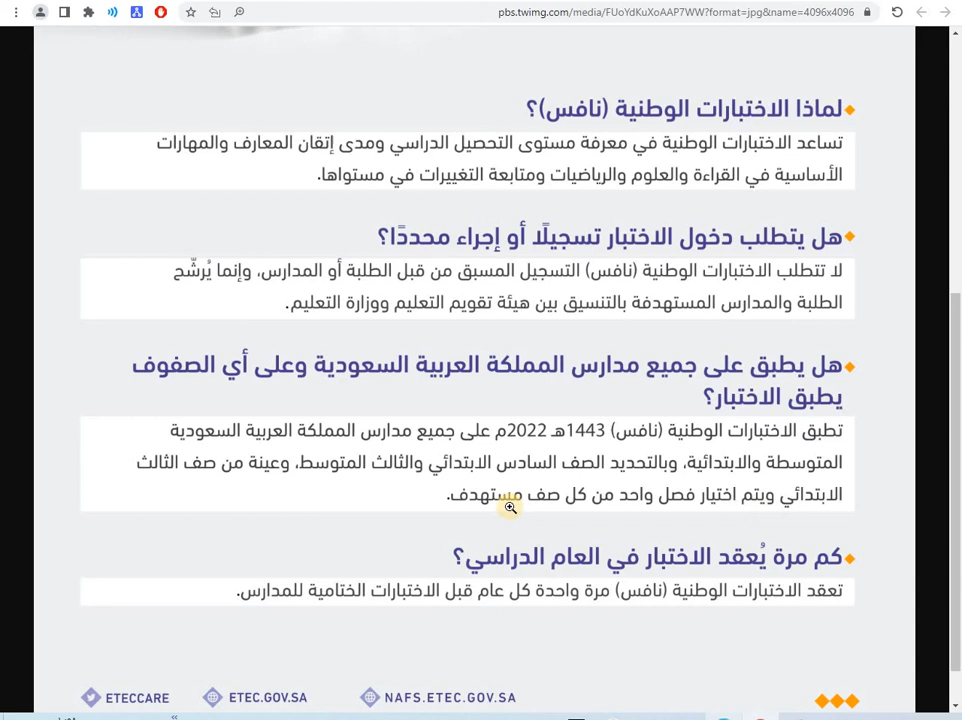 pbs.twimg.com/media/FUoYdKuXoAAP7WW?format=jpg&name=4096x4096
لماذا الاختبارات الوطنية (نافس)؟
تساعد الاختبارات الوطنية في معرفة مستوى التحصيل الدراسي ومدى إتقان المعارف والمهارات
الأساسية في القراءة والعلوم والرياضيات ومتابعة التغييرات في مستواها.
هل يتطلب دخول الاختبار تسجيلًا أو إجراء محددًا؟
لا تتطلب الاختبارات الوطنية (نافس) التسجيل المسبق من قبل الطلبة أو المدارس، وإنما يُرشّح
الطلبة والمدارس المستهدفة بالتنسيق بين هيئة تقويم التعليم ووزارة التعليم.
هل يطبق على جميع مدارس المملكة العربية السعودية وعلى أي الصفوف
يطبق الاختبار؟
تطبق الاختبارات الوطنية (نافس) 1443هـ 2022م على جميع مدارس المملكة العربية السعودية
المتوسطة والابتدائية، وبالتحديد الصف السادس الابتدائي والثالث المتوسط، وعينة من صف الثالث
الابتدائي ويتم اختيار فصل واحد من كل صف مستهدف.
كم مرة يُعقد الاختبار في العام الدراسي؟
تعقد الاختبارات الوطنية (نافس) مرة واحدة كل عام قبل الاختبارات الختامية للمدارس.
ETECCARE ETEC.GOV.SA NAFS.ETEC.GOV.SA